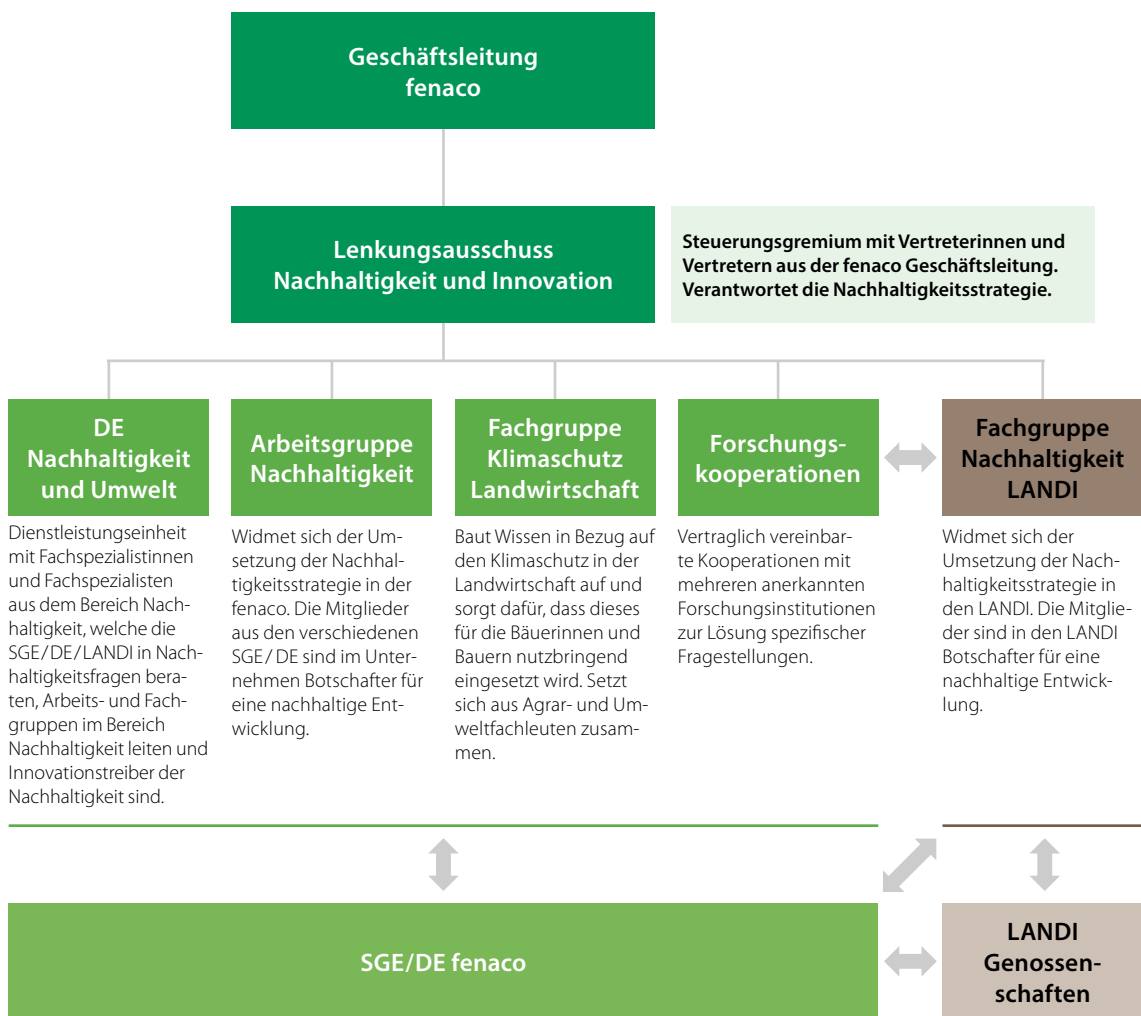 Geschäftsleitung
fenaco
Lenkungsausschuss
Nachhaltigkeit und Innovation
Steuerungsgremium mit Vertreterinnen und
Vertretern aus der fenaco Geschäftsleitung.
Verantwortet die Nachhaltigkeitsstrategie.
DE
Nachhaltigkeit
und Umwelt
Dienstleistungseinheit
mit Fachspezialistinnen
und Fachspezialisten
aus dem Bereich Nach-
haltigkeit, welche die
SGE/DE/LANDI in Nach-
haltigkeitsfragen bera-
ten, Arbeits- und Fach-
gruppen im Bereich
Nachhaltigkeit leiten und
Innovationstreiber der
Nachhaltigkeit sind.
Arbeitsgruppe
Nachhaltigkeit
Widmet sich der Um-
setzung der Nachhal-
tigkeitsstrategie in der
fenaco. Die Mitglieder
aus den verschiedenen
SGE/DE sind im Unter-
nehmen Botschafter für
eine nachhaltige Ent-
wicklung.
Fachgruppe
Klimaschutz
Landwirtschaft
Baut Wissen in Bezug auf
den Klimaschutz in der
Landwirtschaft auf und
sorgt dafür, dass dieses
für die Bäuerinnen und
Bauern nutzbringend
eingesetzt wird. Setzt
sich aus Agrar- und Um-
weltfachleuten zusam-
men.
Forschungs-
kooperationen
Vertraglich vereinbar-
te Kooperationen mit
mehreren anerkannten
Forschungsinstitutionen
zur Lösung spezifischer
Fragestellungen.
Fachgruppe
Nachhaltigkeit
LANDI
Widmet sich der
Umsetzung der Nach-
haltigkeitsstrategie in
den LANDI. Die Mitglie-
der sind in den LANDI
Botschafter für eine
nachhaltige Entwick-
lung.
SGE/DE fenaco
LANDI
Genossen-
schaften